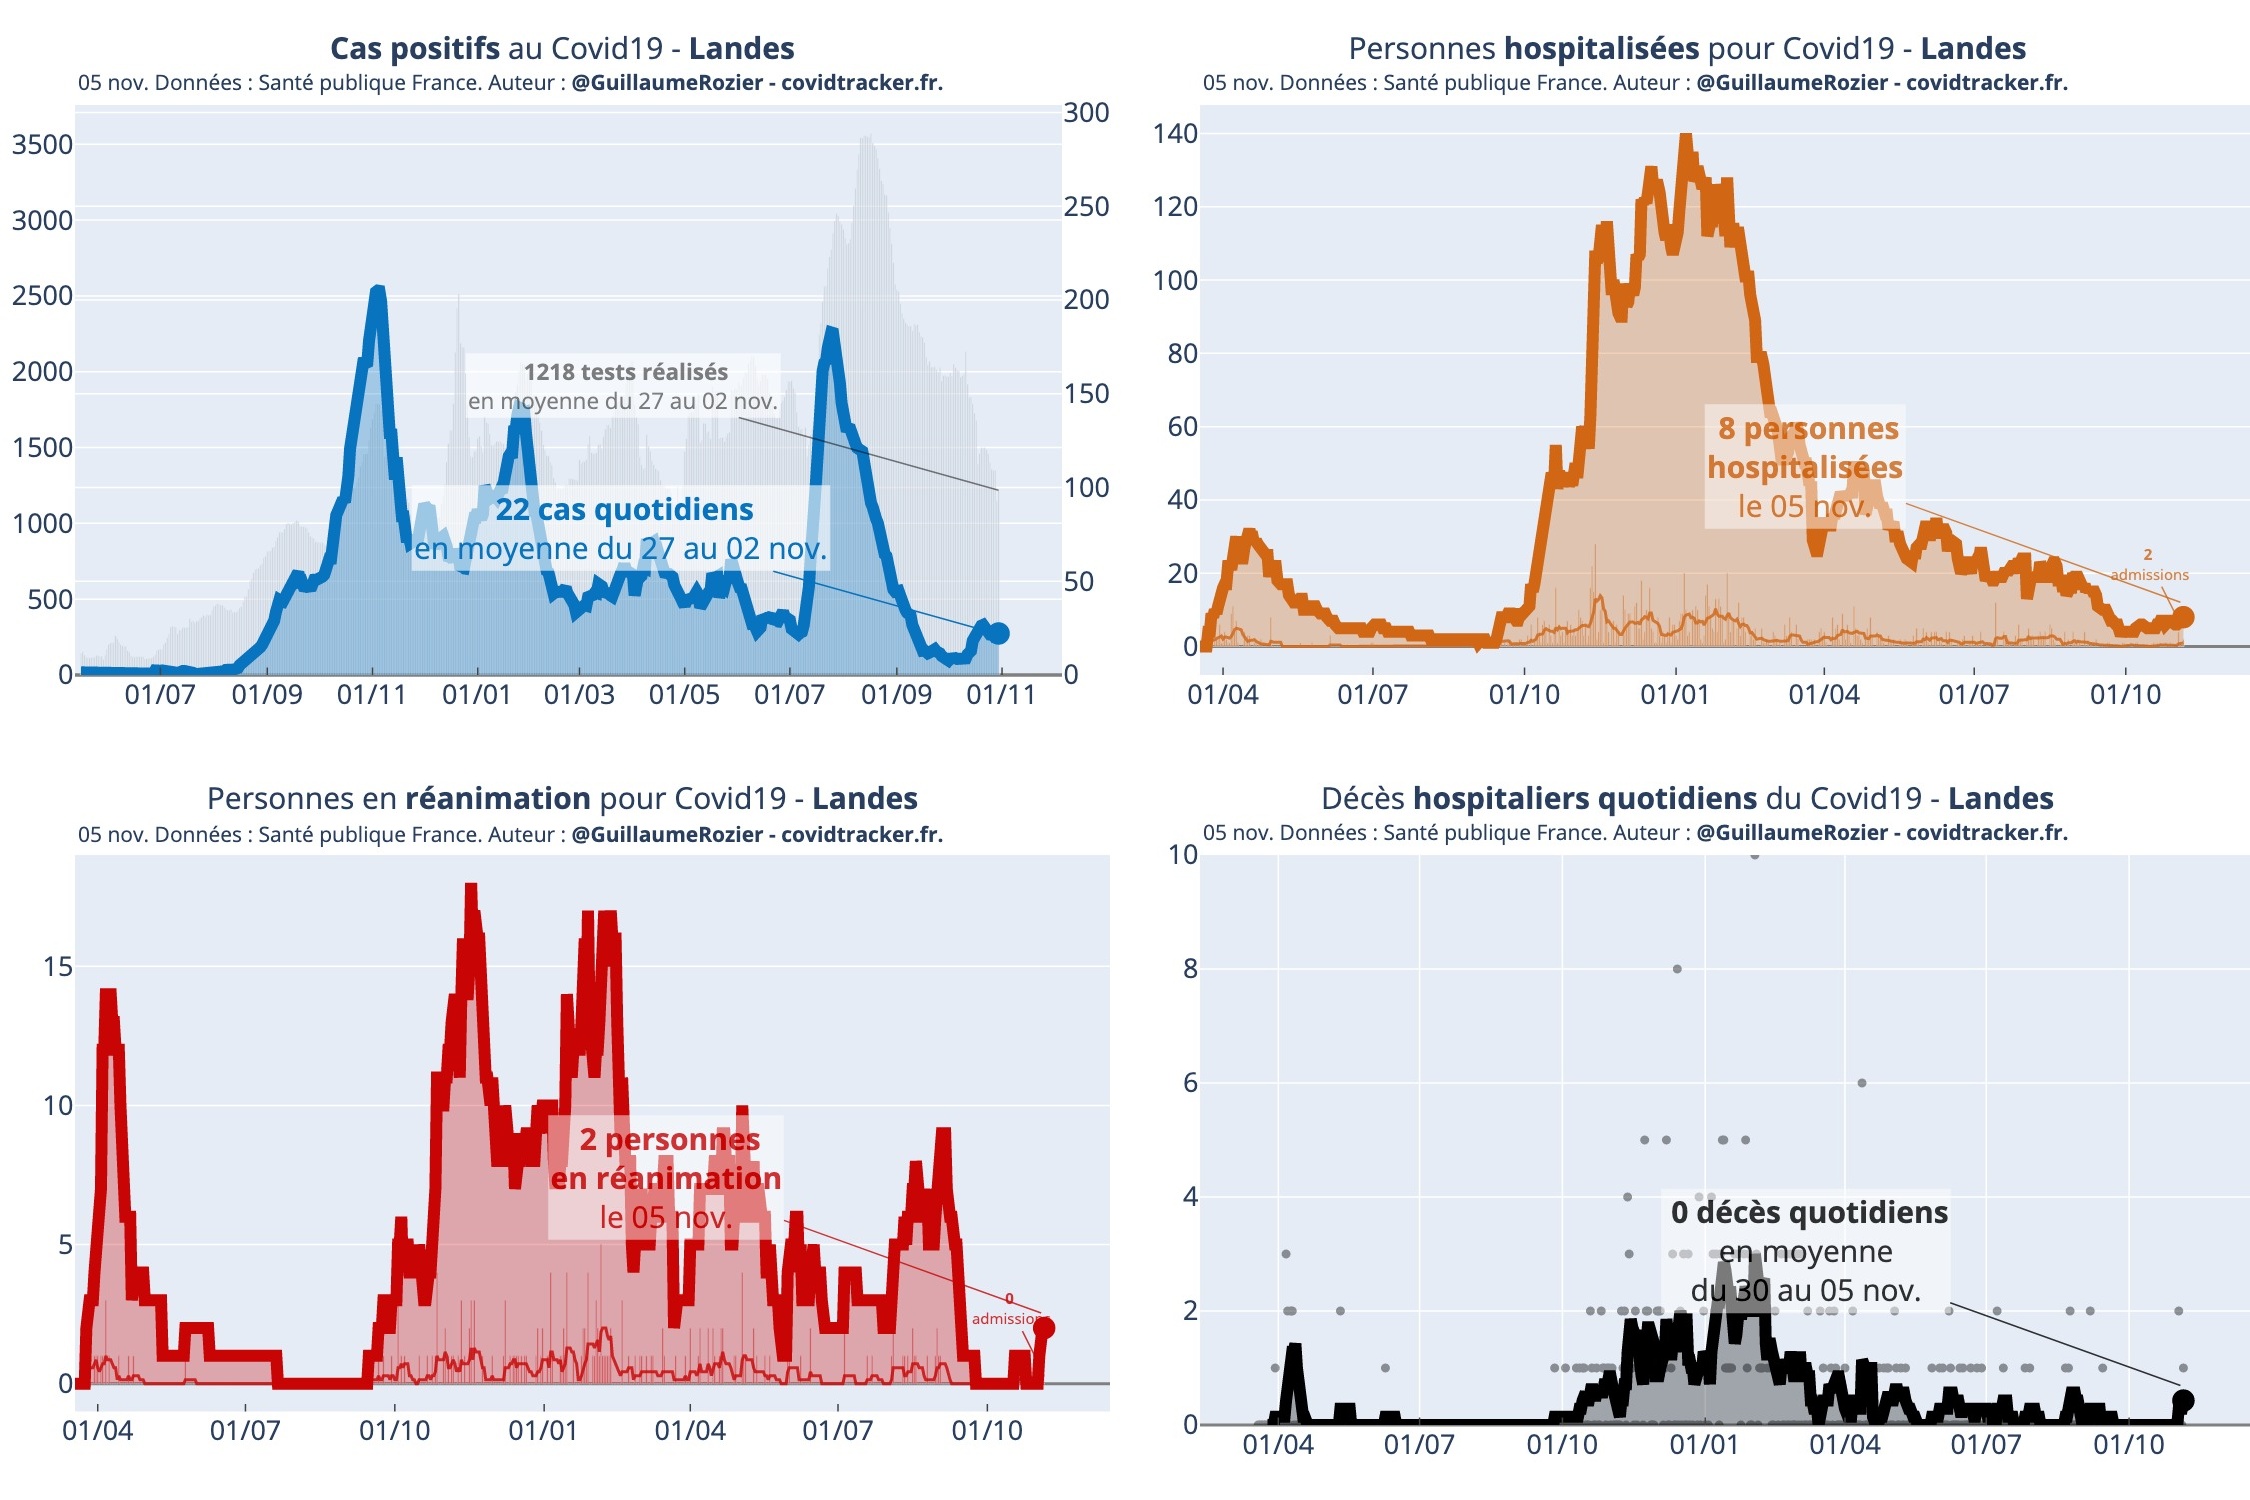 Cas positifs au Covid19 - Landes
05 nov. Données : Santé publique France. Auteur : @GuillaumeRozier - covidtracker.fr.
3500
3000
2500
2000
1500
1000
500
0
300
250
200
150
100
50
0
1218 tests réalisés
en moyenne du 27 au 02 nov.
22 cas quotidiens
en moyenne du 27 au 02 nov.
01/07 01/09 01/11 01/01 01/03 01/05 01/07 01/09 01/11
Personnes hospitalisées pour Covid19 - Landes
05 nov. Données : Santé publique France. Auteur : @GuillaumeRozier - covidtracker.fr.
140
120
100
80
60
40
20
0
8 personnes
hospitalisées
le 05 nov.
2
admissions
01/04 01/07 01/10 01/01 01/04 01/07 01/10
Personnes en réanimation pour Covid19 - Landes
05 nov. Données : Santé publique France. Auteur : @GuillaumeRozier - covidtracker.fr.
15
10
5
0
2 personnes
en réanimation
le 05 nov.
0
admissions
01/04 01/07 01/10 01/01 01/04 01/07 01/10
Décès hospitaliers quotidiens du Covid19 - Landes
05 nov. Données : Santé publique France. Auteur : @GuillaumeRozier - covidtracker.fr.
10
8
6
4
2
0
0 décès quotidiens
en moyenne
du 30 au 05 nov.
01/04 01/07 01/10 01/01 01/04 01/07 01/10